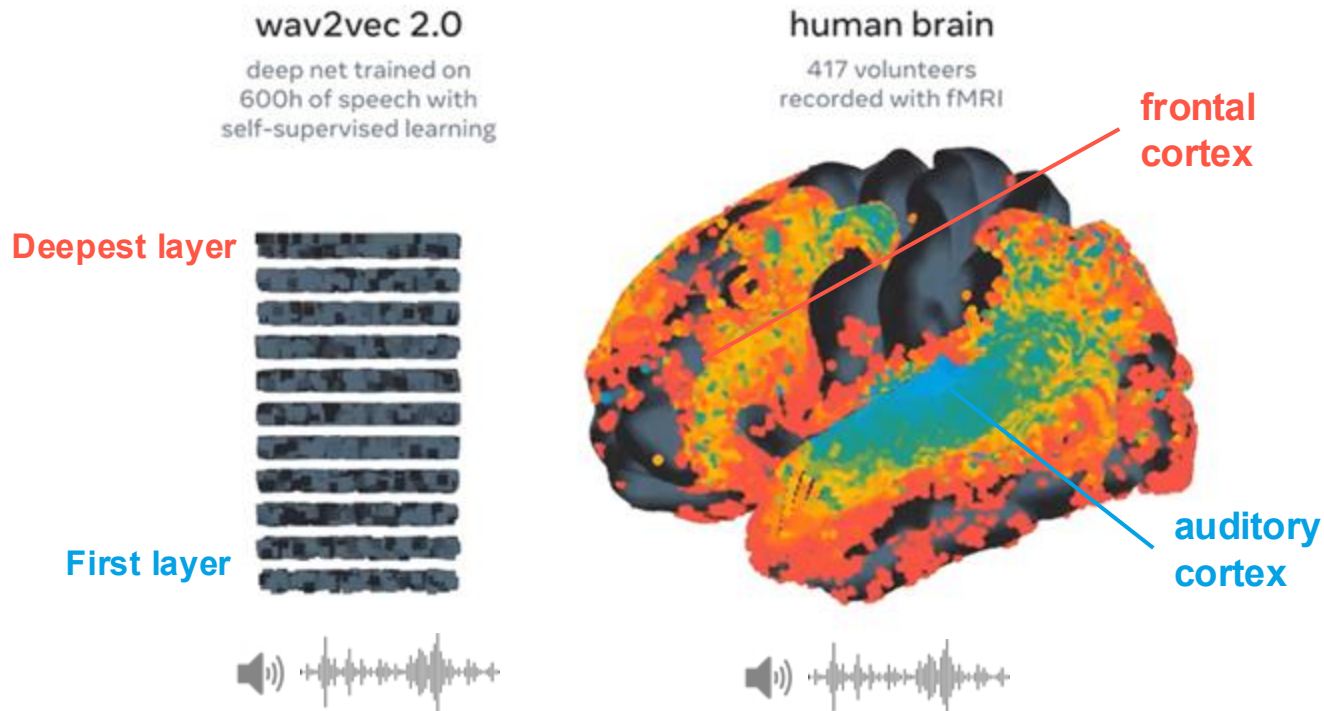 wav2vec 2.0
deep net trained on
600h of speech with
self-supervised learning
human brain
417 volunteers
recorded with fMRI
frontal
cortex
Deepest layer
First layer
auditory
cortex